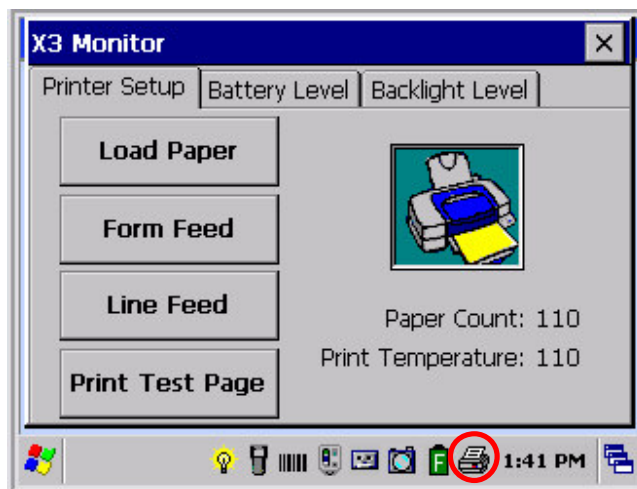 X3 Monitor
Printer Setup Battery Level Backlight Level
Load Paper
Form Feed
Line Feed
Paper Count: 110
Print Temperature: 110
Print Test Page
F
1:41 PM